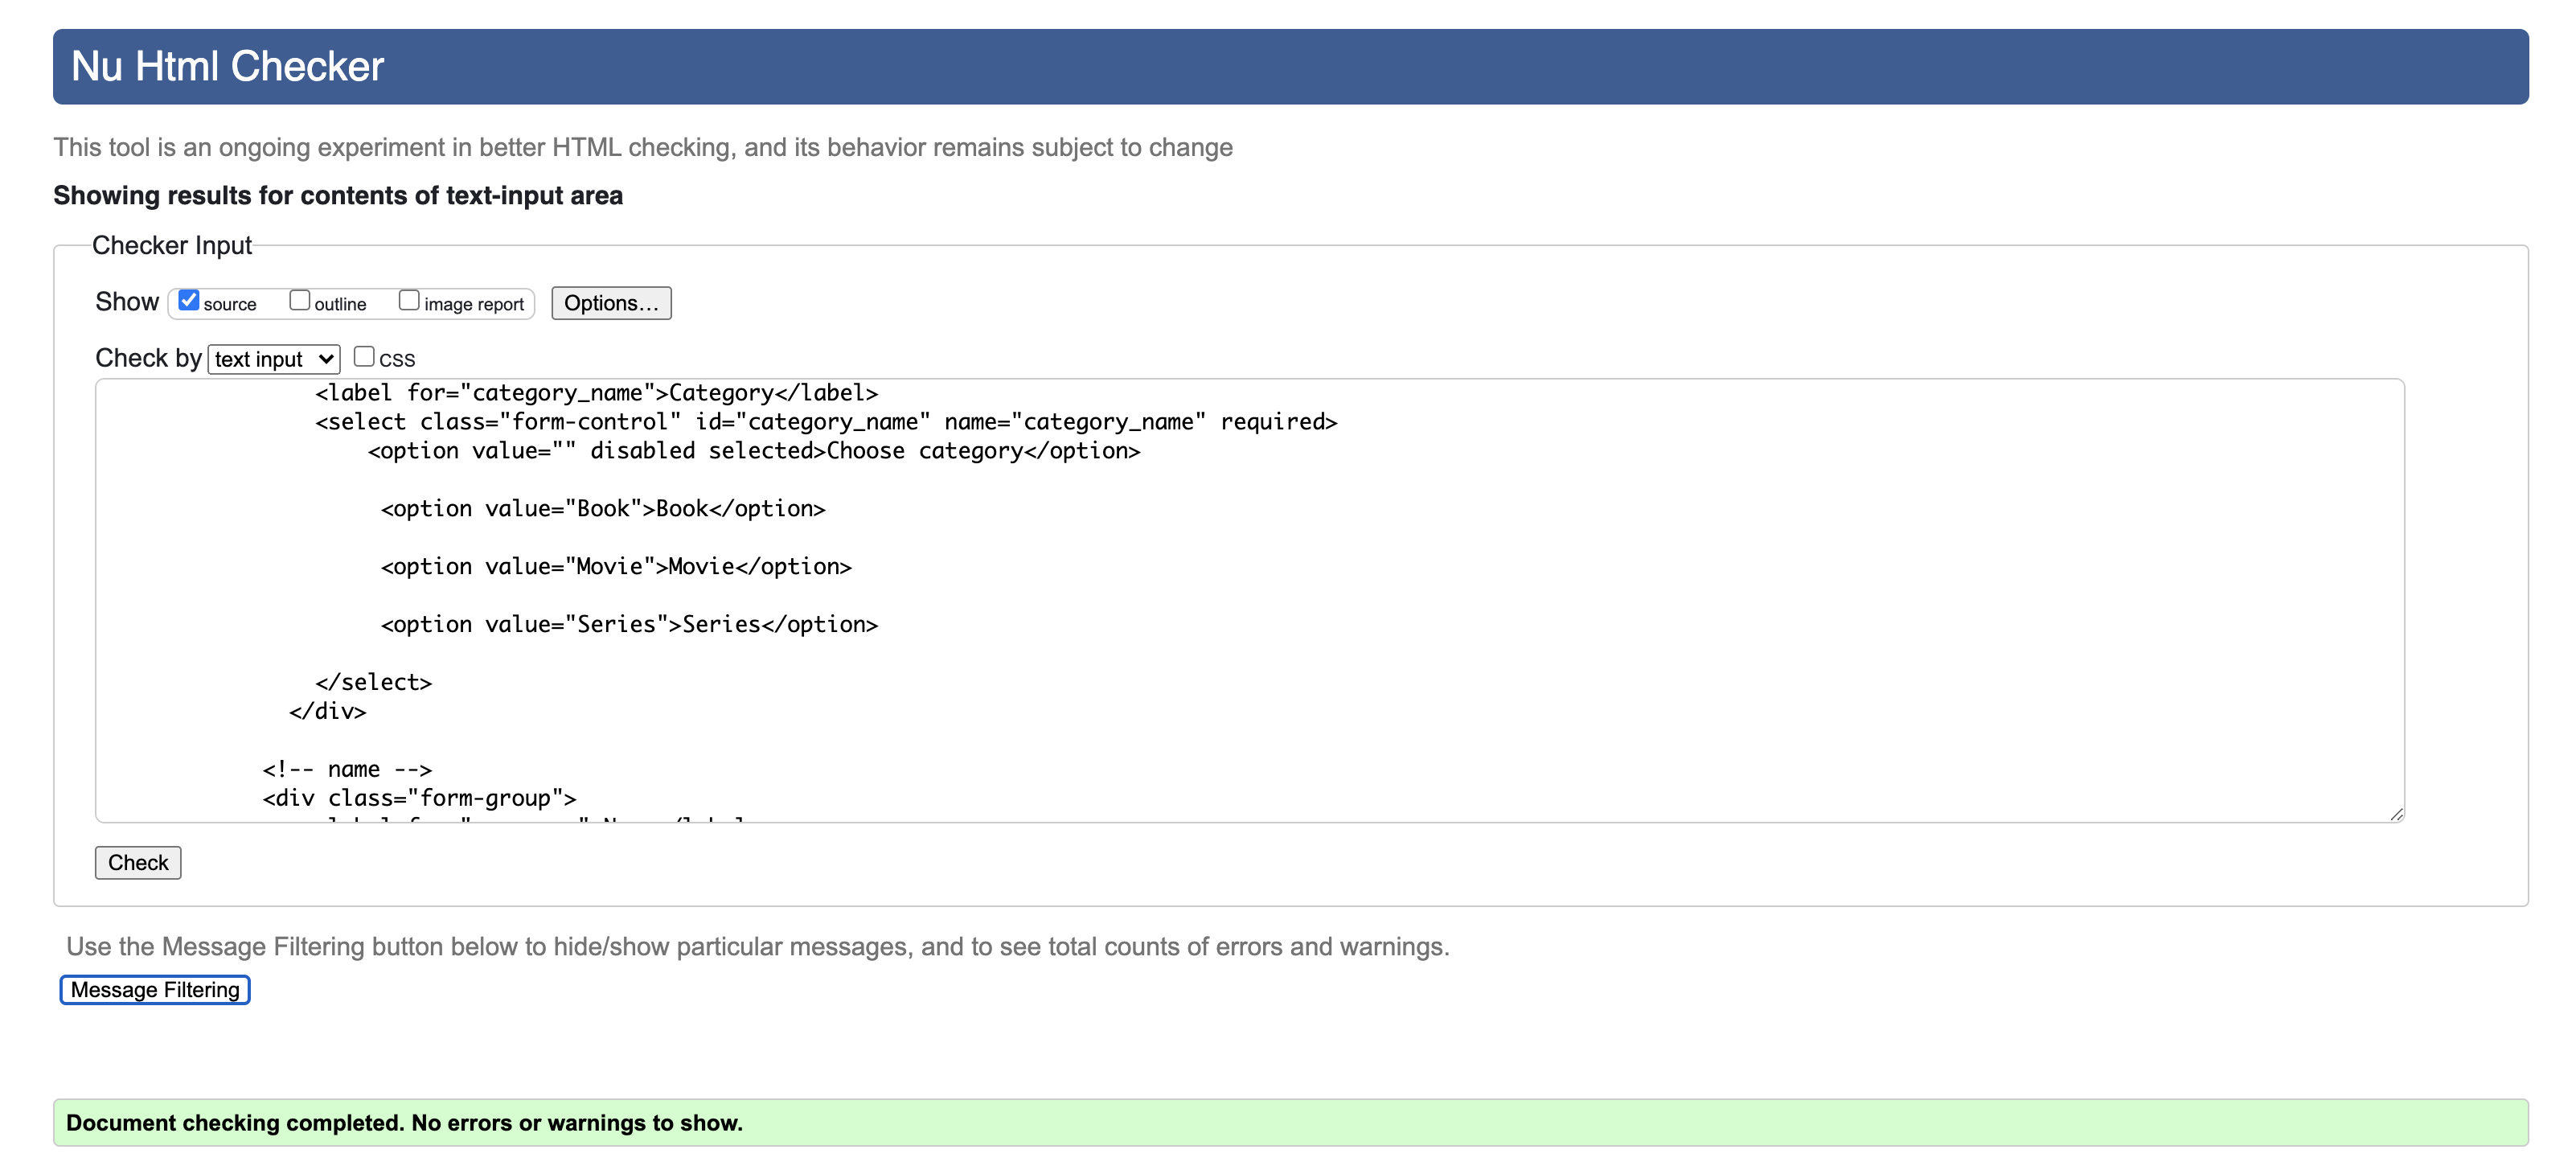 Nu Html Checker
This tool is an ongoing experiment in better HTML checking, and its behavior remains subject to change
Showing results for contents of text-input area
Checker Input
Show source outline image report Options...
Check by text input CSS
<label for="category_name">Category</label>
<select class="form-control" id="category_name" name="category_name" required>
<option value="" disabled selected>Choose category</option>
<option value="Book">Book</option>
<option value="Movie">Movie</option>
<option value="Series">Series</option>
</select>
</div>
<!-- name -->
<div class="form-group">
Check
Use the Message Filtering button below to hide/show particular messages, and to see total counts of errors and warnings.
Message Filtering
Document checking completed. No errors or warnings to show.